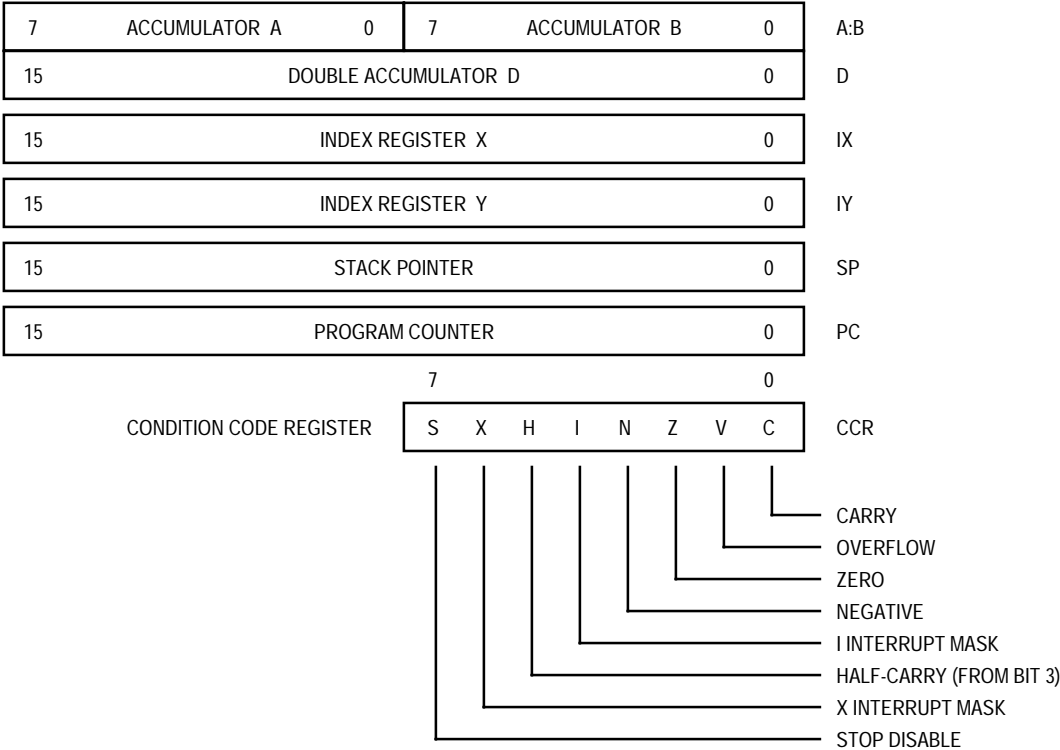 7 ACCUMULATOR A 0 7 ACCUMULATOR B 0 A:B
15 DOUBLE ACCUMULATOR D 0 D
15 INDEX REGISTER X 0 IX
15 INDEX REGISTER Y 0 IY
15 STACK POINTER 0 SP
15 PROGRAM COUNTER 0 PC
7 0
CONDITION CODE REGISTER S X H I N Z V C CCR
CARRY
OVERFLOW
ZERO
NEGATIVE
I INTERRUPT MASK
HALF-CARRY (FROM BIT 3)
X INTERRUPT MASK
STOP DISABLE